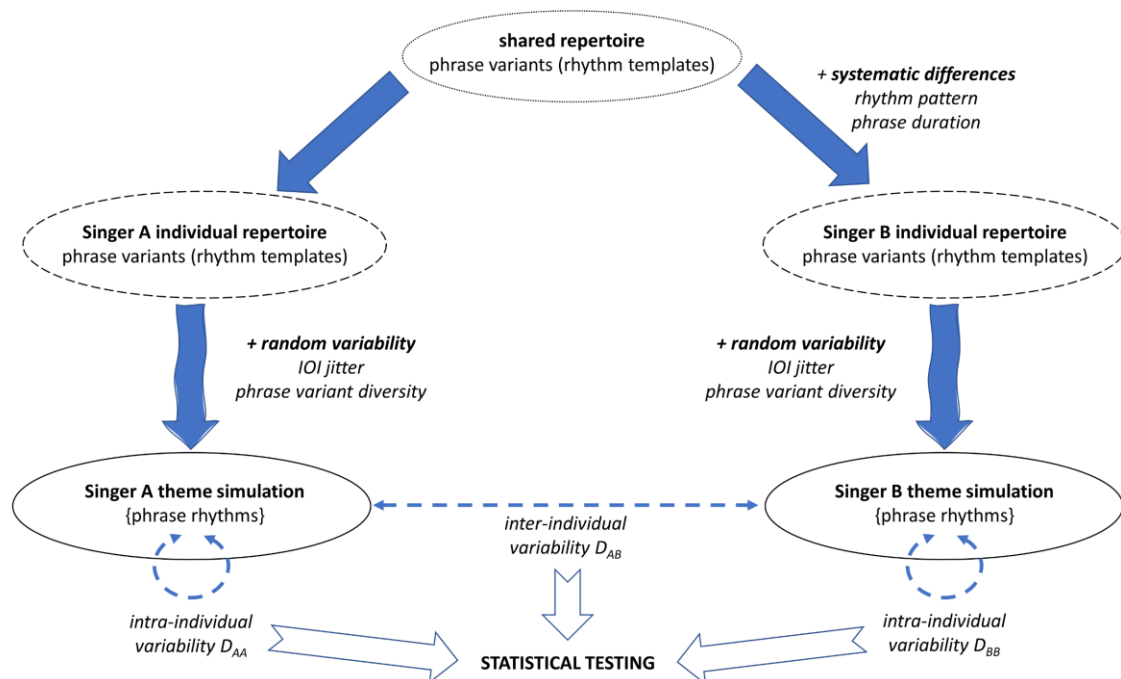 shared repertoire
phrase variants (rhythm templates)
+ systematic differences
rhythm pattern
phrase duration
Singer A individual repertoire
phrase variants (rhythm templates)
Singer B individual repertoire
phrase variants (rhythm templates)
+ random variability
IOI jitter
phrase variant diversity
+ random variability
IOI jitter
phrase variant diversity
Singer A theme simulation
{phrase rhythms}
Singer B theme simulation
{phrase rhythms}
inter-individual
variability D_AB
intra-individual
variability D_AA
intra-individual
variability D_BB
STATISTICAL TESTING